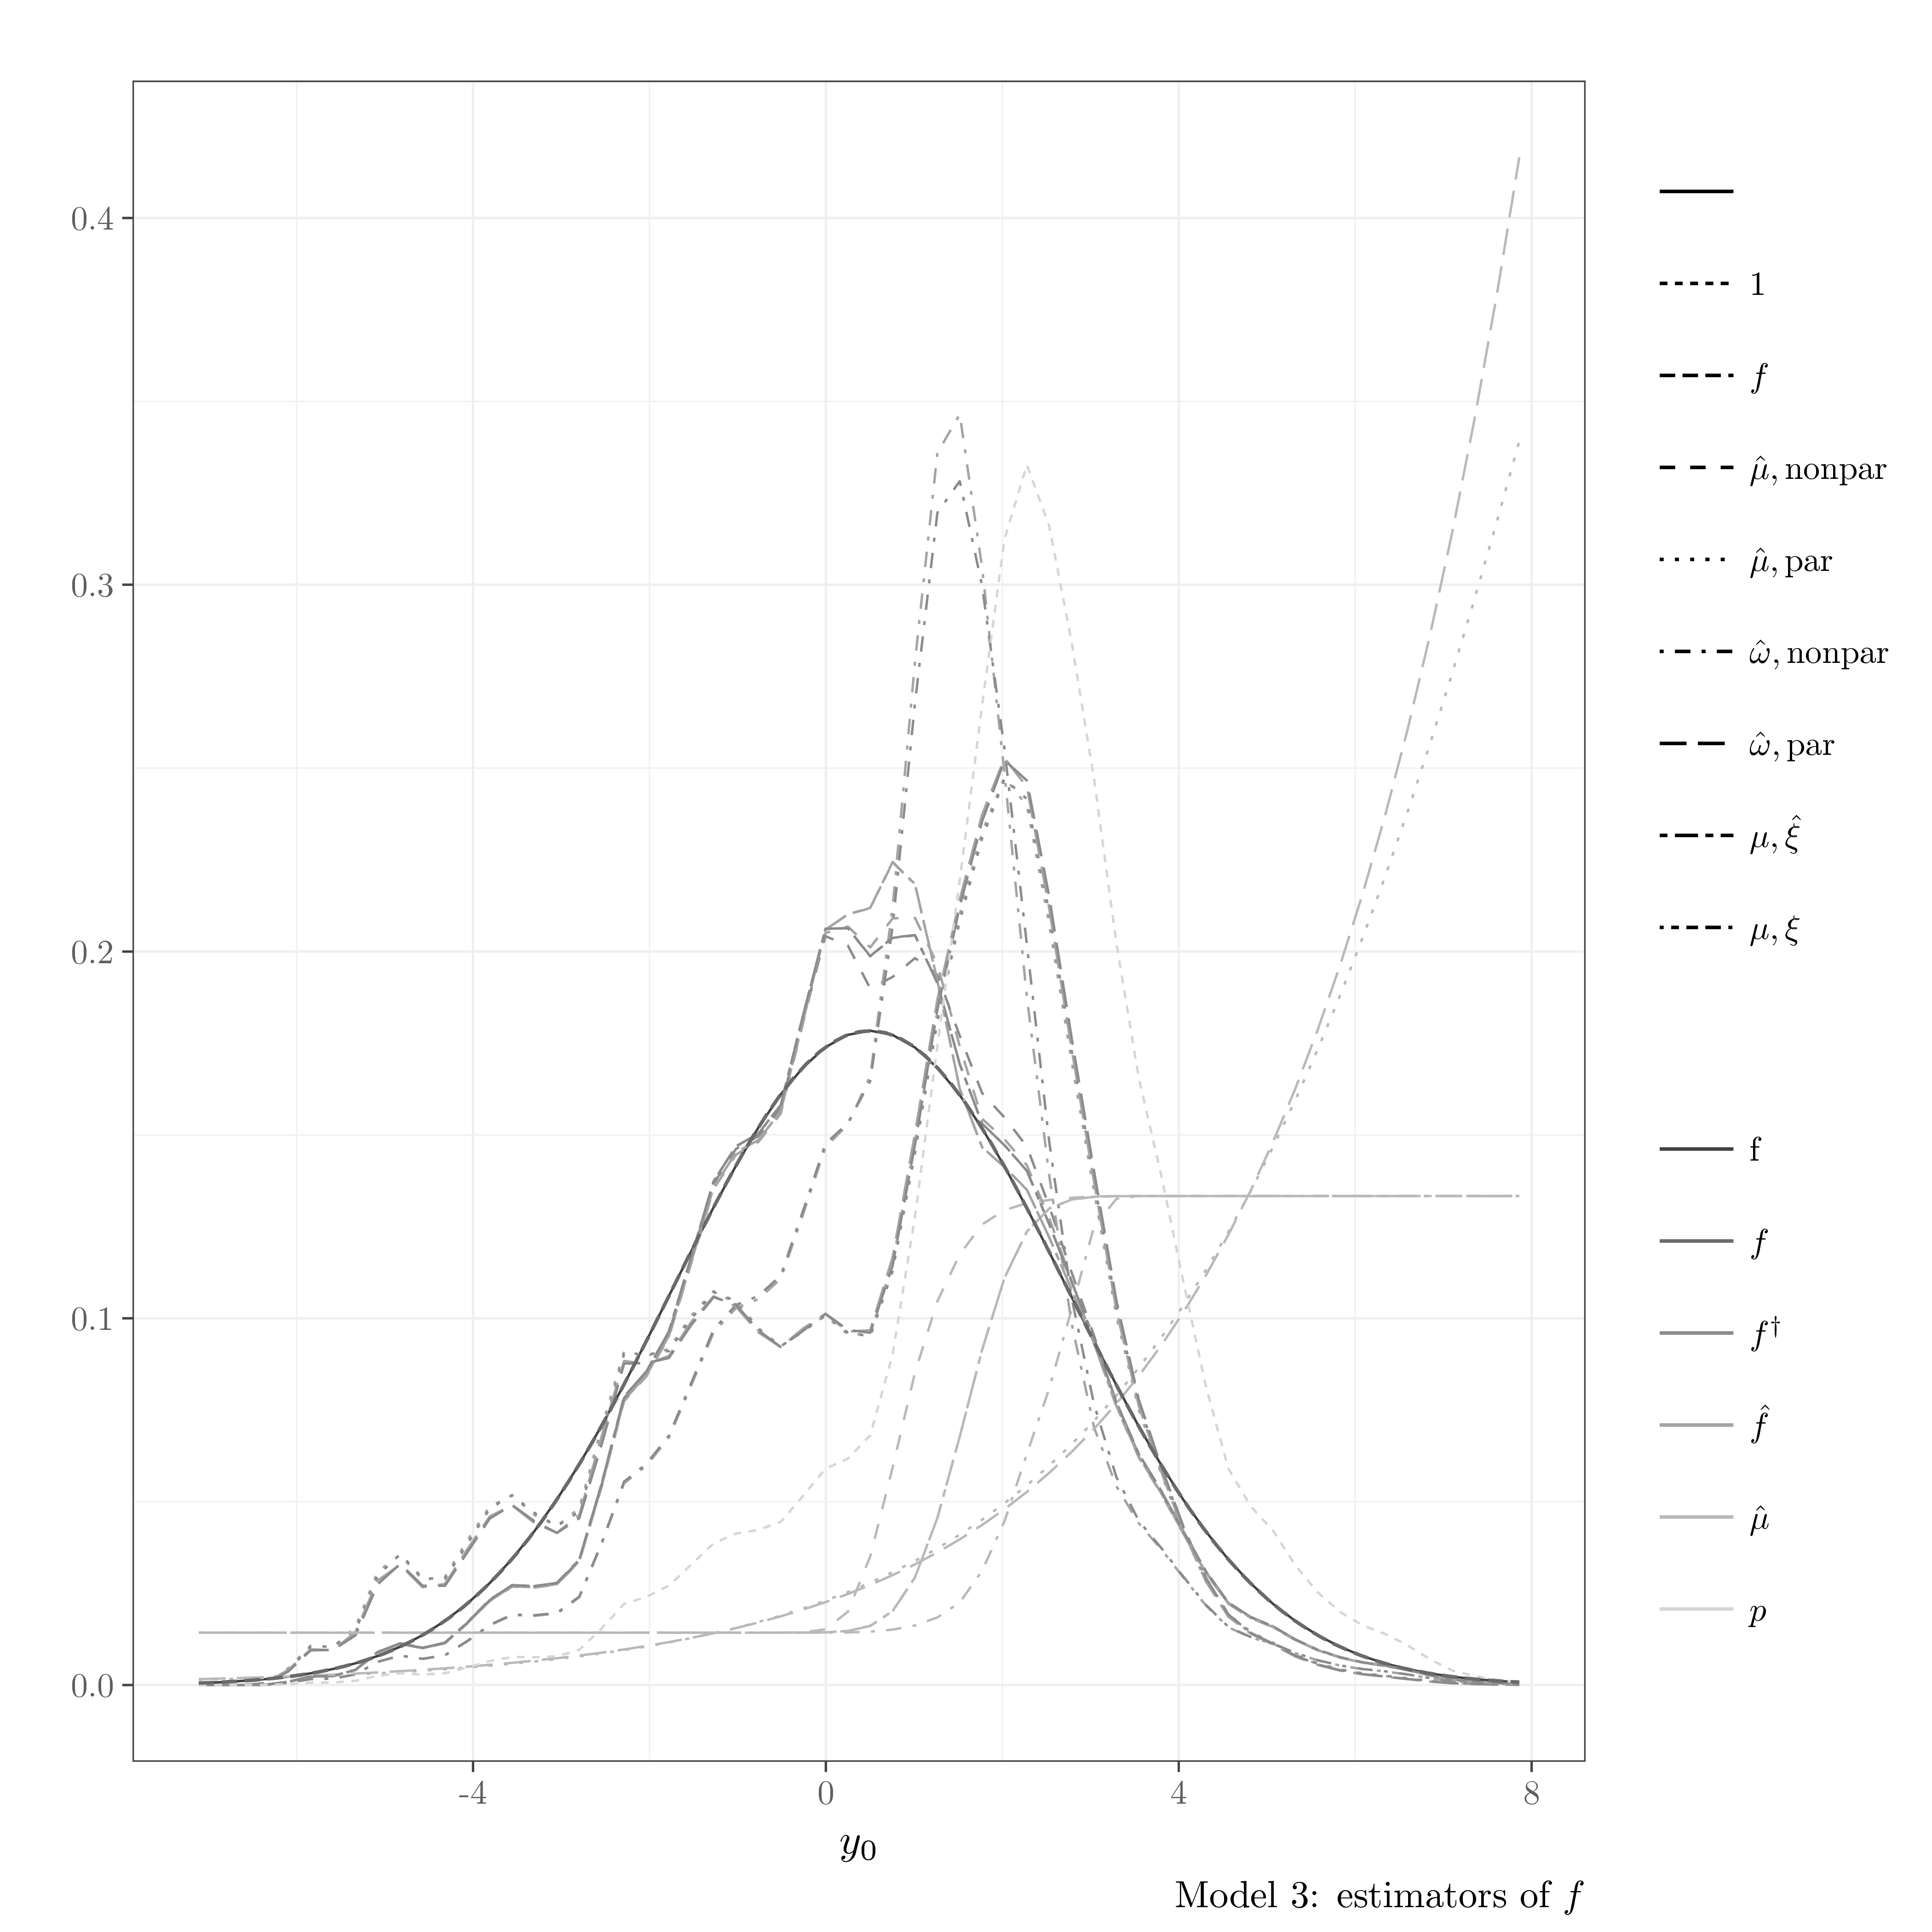 0.4
0.3
0.2
0.1
0.0
-4 0 4 8
y₀
Model 3: estimators of f
1
f
μ̂, nonpar
μ̂, par
ω̂, nonpar
ω̂, par
μ, ξ̂
μ, ξ
f
f
f†
f̂
μ̂
p